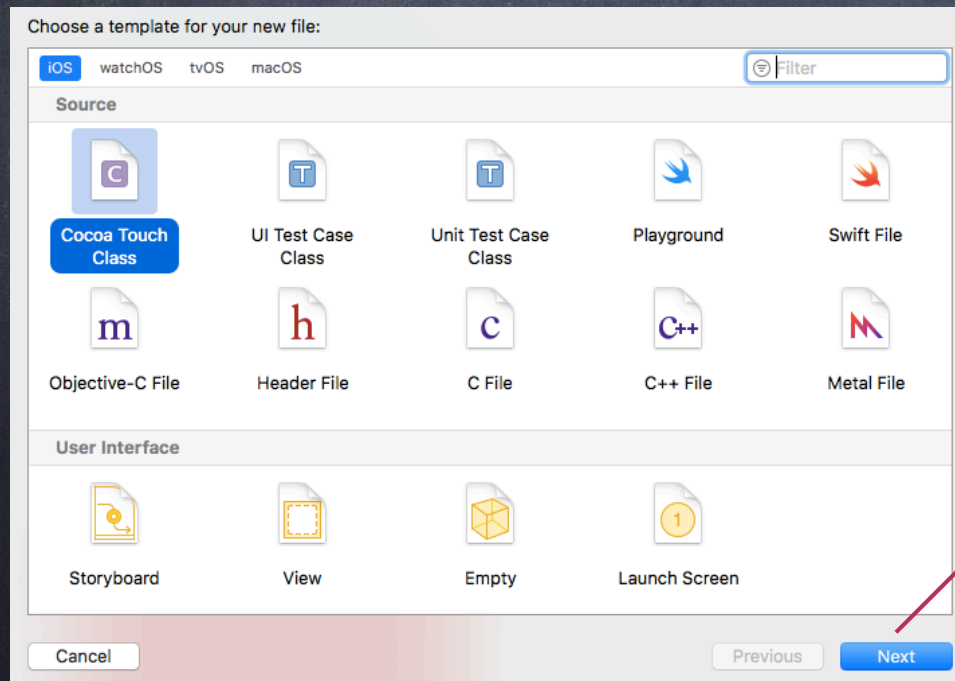 Choose a template for your new file:
iOS watchOS tvOS macOS Filter
Source
C T T
Cocoa Touch Class UI Test Case Class Unit Test Case Class Playground Swift File
m h c C++
Objective-C File Header File C File C++ File Metal File
User Interface
1
Storyboard View Empty Launch Screen
Cancel Previous Next